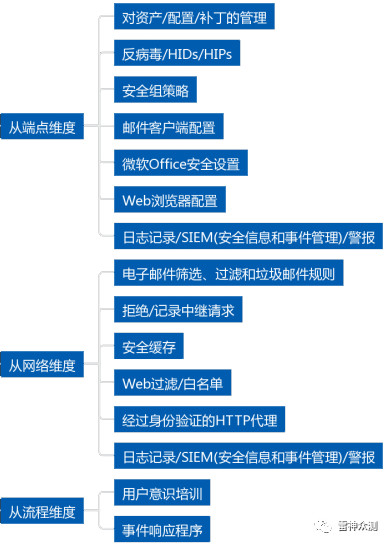 从端点维度
对资产/配置/补丁的管理
反病毒/HIDs/HIPs
安全组策略
邮件客户端配置
微软Office安全设置
Web浏览器配置
日志记录/SIEM(安全信息和事件管理)/警报
从网络维度
电子邮件筛选、过滤和垃圾邮件规则
拒绝/记录中继请求
安全缓存
Web过滤/白名单
经过身份验证的HTTP代理
日志记录/SIEM(安全信息和事件管理)/警报
从流程维度
用户意识培训
事件响应程序
雷神众测